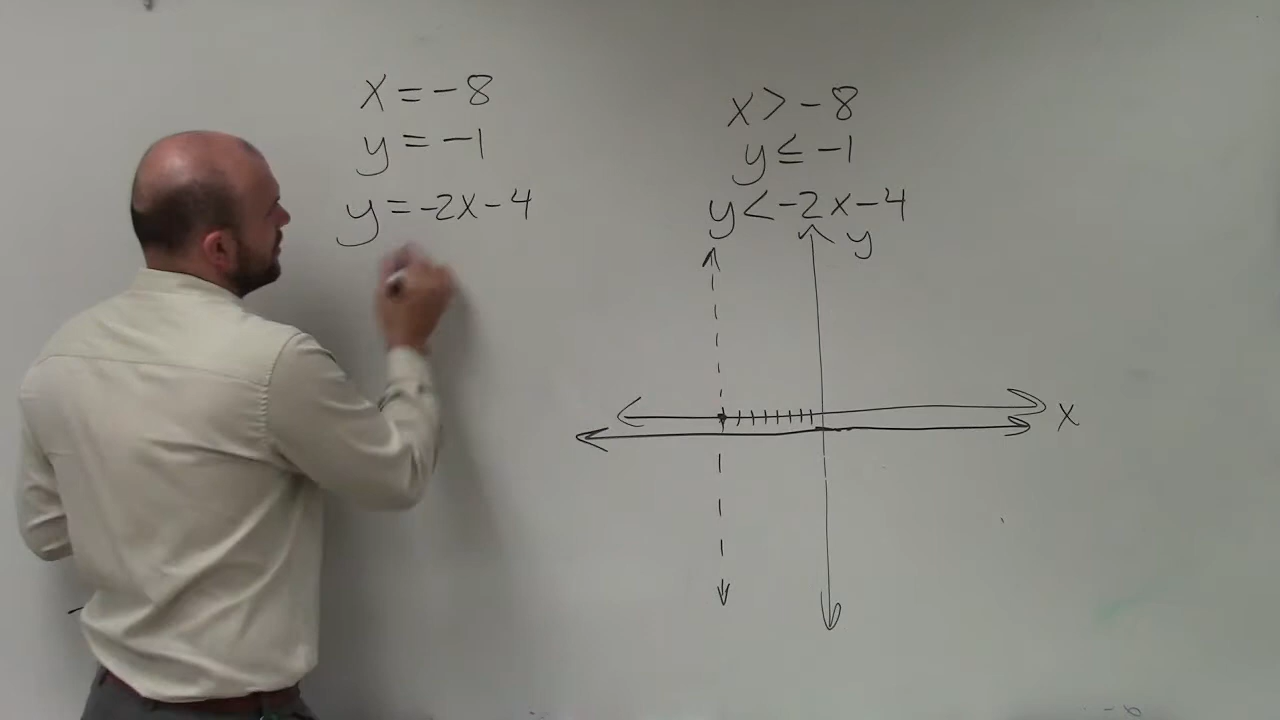 x = -8
y = -1
y = -2x - 4
x > -8
y ≤ -1
y < -2x - 4
y
x